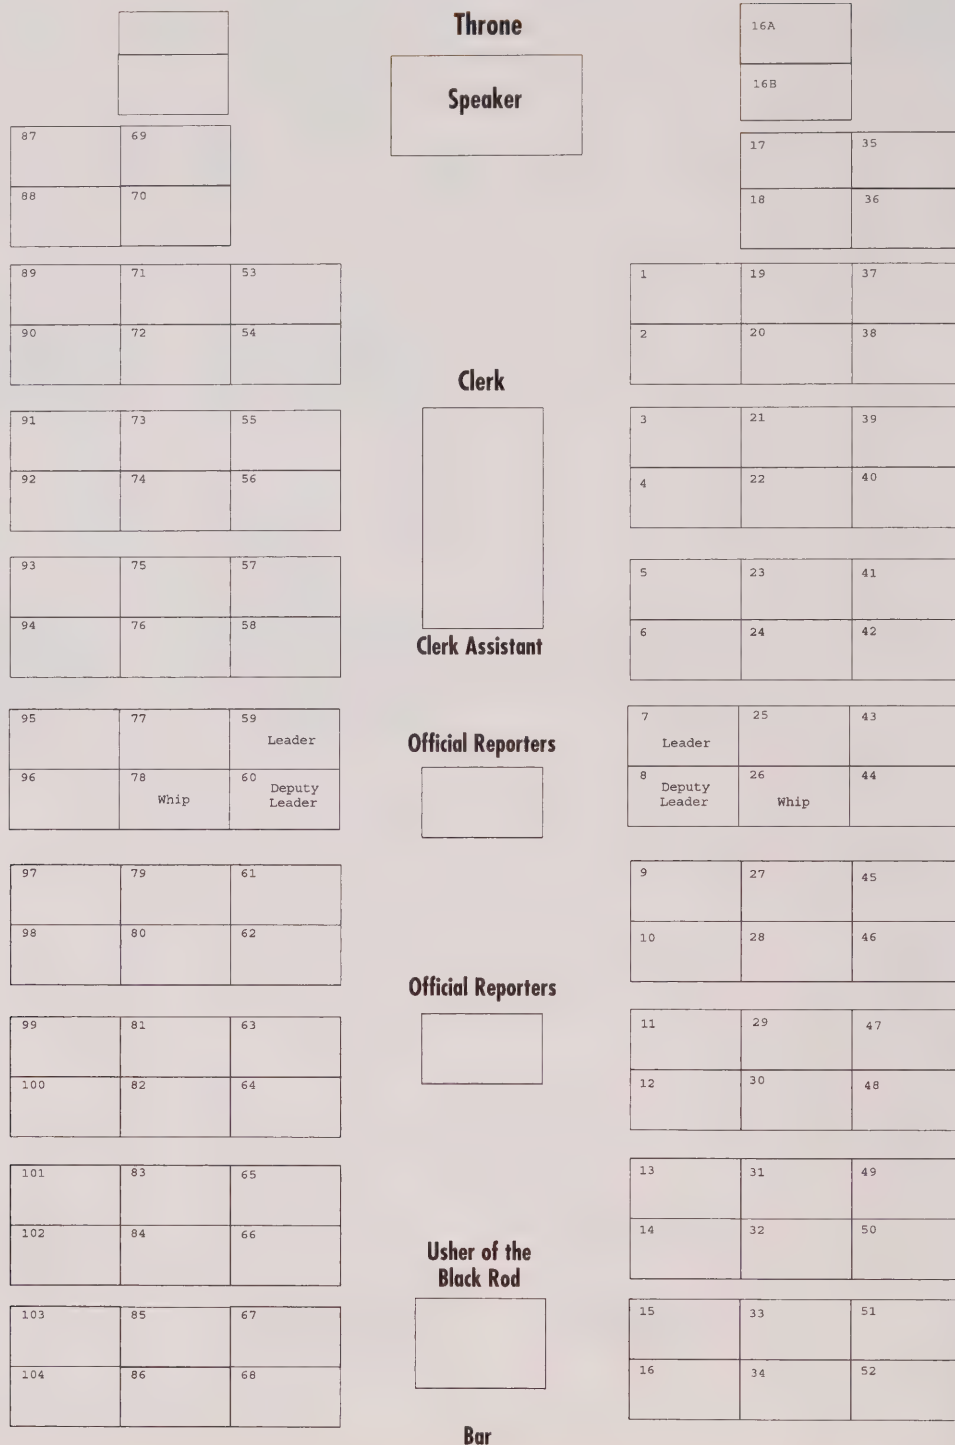 Throne
16A
Speaker
16B
87 69
17 35
88 70
18 36
89 71 53
1 19 37
90 72 54
2 20 38
Clerk
91 73 55
3 21 39
92 74 56
4 22 40
93 75 57
5 23 41
94 76 58
6 24 42
Clerk Assistant
95 77 59
Leader
Official Reporters
7 25 43
Leader
96 78 60
Whip Deputy
Leader
8 26 44
Deputy
Leader Whip
97 79 61
9 27 45
98 80 62
10 28 46
Official Reporters
99 81 63
11 29 47
100 82 64
12 30 48
101 83 65
13 31 49
102 84 66
14 32 50
Usher of the
Black Rod
103 85 67
15 33 51
104 86 68
16 34 52
Bar